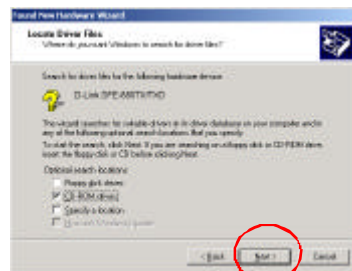 Found New Hardware Wizard
Locate Driver Files
Where do you want Windows to search for driver files?
Search for driver files for the following hardware device:
D-Link DFE-680TX/TXD
The wizard searches for suitable drivers in its driver database on your computer and in
any of the following optional search locations that you specify.
To start the search, click Next. If you are searching on a floppy disk or CD-ROM drive,
insert the floppy disk or CD before clicking Next.
Optional search locations:
Floppy disk drives
CD-ROM drives
Specify a location
< Back
Next >
Cancel